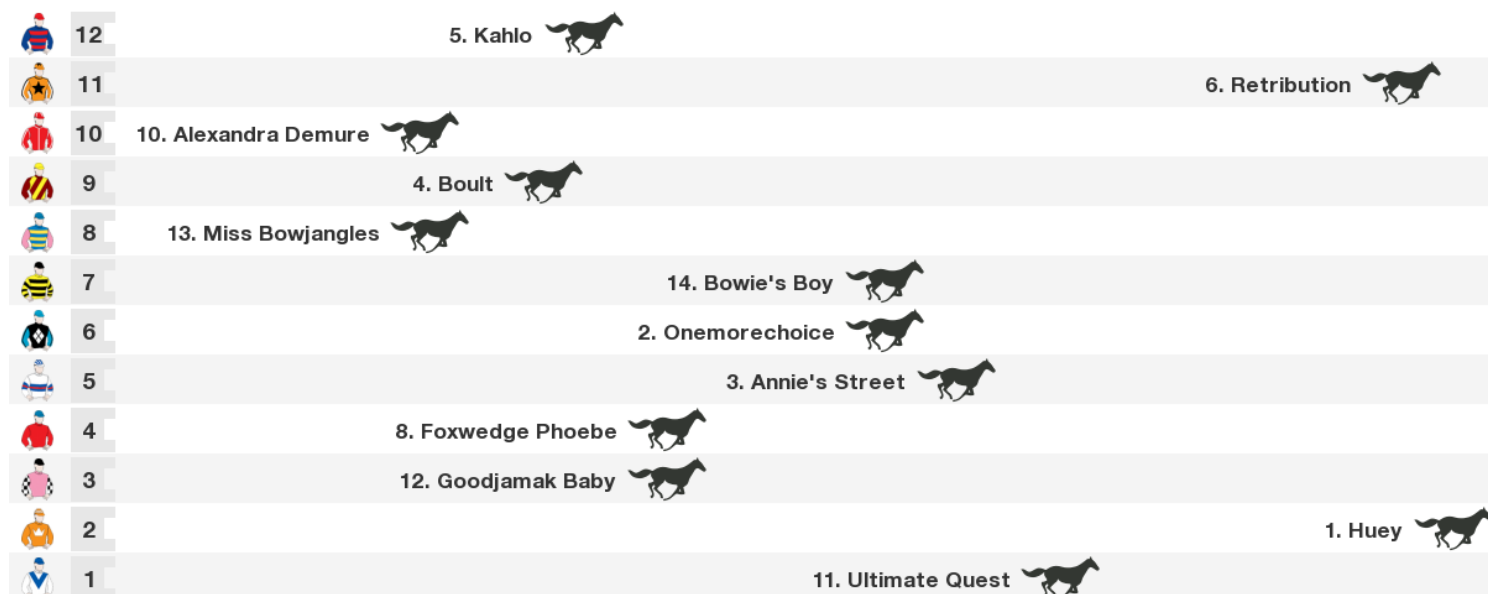 12 5. Kahlo
11 6. Retribution
10 10. Alexandra Demure
9 4. Boult
8 13. Miss Bowjangles
7 14. Bowie's Boy
6 2. Onemorechoice
5 3. Annie's Street
4 8. Foxwedge Phoebe
3 12. Goodjamak Baby
2 1. Huey
1 11. Ultimate Quest